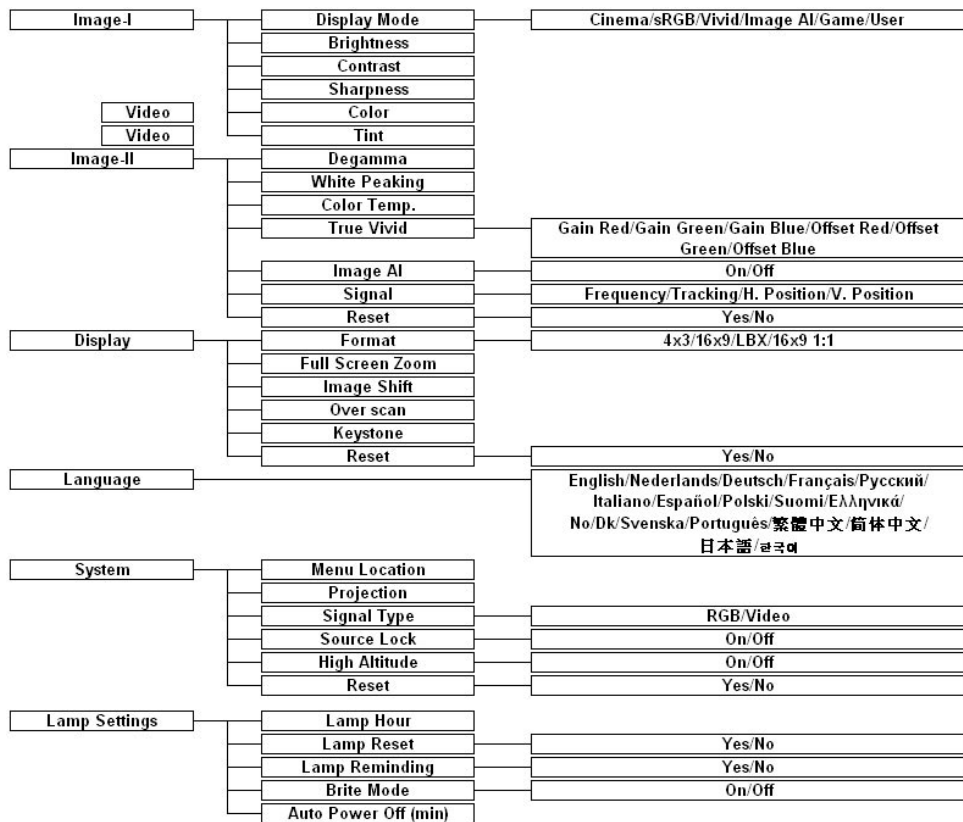 Image-I Display Mode Cinema/sRGB/Vivid/Image AI/Game/User
Brightness
Contrast
Sharpness
Video Color
Video Tint
Image-II Degamma
White Peaking
Color Temp.
True Vivid Gain Red/Gain Green/Gain Blue/Offset Red/Offset
Green/Offset Blue
Image AI On/Off
Signal Frequency/Tracking/H. Position/V. Position
Reset Yes/No
Display Format 4x3/16x9/LBX/16x9 1:1
Full Screen Zoom
Image Shift
Over scan
Keystone
Reset Yes/No
Language English/Nederlands/Deutsch/Français/Русский/
Italiano/Español/Polski/Suomi/Ελληνικά/
No/Dk/Svenska/Português/繁體中文/简体中文/
日本語/한국어
System Menu Location
Projection
Signal Type RGB/Video
Source Lock On/Off
High Altitude On/Off
Reset Yes/No
Lamp Settings Lamp Hour
Lamp Reset Yes/No
Lamp Reminding Yes/No
Brite Mode On/Off
Auto Power Off (min)